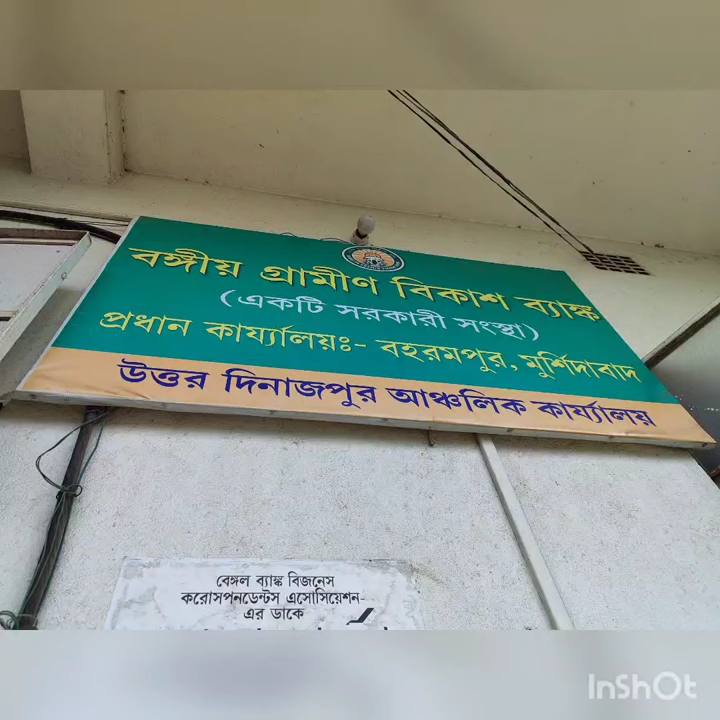 বঙ্গীয় গ্রামীণ বিকাশ ব্যাঙ্ক
(একটি সরকারী সংস্থা)
প্রধান কার্য্যালয়ঃ- বহরমপুর, মুর্শিদাবাদ
উত্তর দিনাজপুর আঞ্চলিক কার্য্যালয়
বেঙ্গল ব্যাঙ্ক বিজনেস
করোসপনডেন্টস এসোসিয়েশন-
এর ডাকে
InShOt